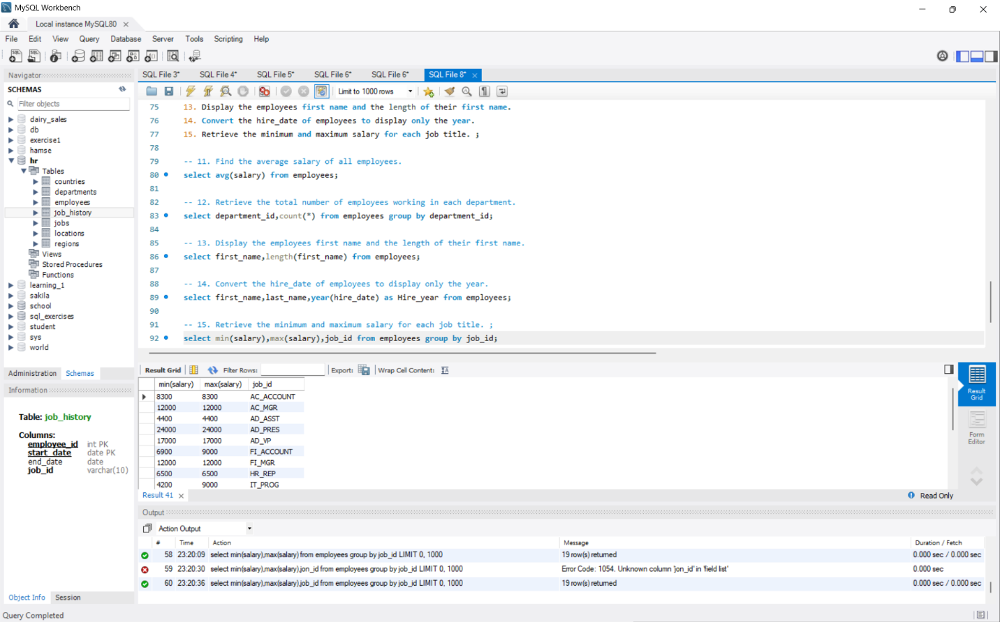 MySQL Workbench
Local instance MySQL80
File Edit View Query Database Server Tools Scripting Help
Navigator
SQL File 3* SQL File 4* SQL File 5* SQL File 6* SQL File 6* SQL File 8*
SCHEMAS
Limit to 1000 rows
Filter objects
dairy_sales
db
exercise1
hamse
hr
Tables
countries
departments
employees
job_history
jobs
locations
regions
Views
Stored Procedures
Functions
learning_1
sakila
school
sql_exercises
student
sys
world
75 13. Display the employees first name and the length of their first name.
76 14. Convert the hire_date of employees to display only the year.
77 15. Retrieve the minimum and maximum salary for each job title. ;
78
79 -- 11. Find the average salary of all employees.
80 select avg(salary) from employees;
81
82 -- 12. Retrieve the total number of employees working in each department.
83 select department_id,count(*) from employees group by department_id;
84
85 -- 13. Display the employees first name and the length of their first name.
86 select first_name,length(first_name) from employees;
87
88 -- 14. Convert the hire_date of employees to display only the year.
89 select first_name,last_name,year(hire_date) as Hire_year from employees;
90
91 -- 15. Retrieve the minimum and maximum salary for each job title. ;
92 select min(salary),max(salary),job_id from employees group by job_id;
Administration Schemas
Information
Table: job_history
Columns:
employee_id int PK
start_date date PK
end_date date
job_id varchar(10)
Object Info Session
Result Grid Filter Rows: Export: Wrap Cell Content:
min(salary) max(salary) job_id
8300 8300 AC_ACCOUNT
12000 12000 AC_MGR
4400 4400 AD_ASST
24000 24000 AD_PRES
17000 17000 AD_VP
6900 9000 FI_ACCOUNT
12000 12000 FI_MGR
6500 6500 HR_REP
4200 9000 IT_PROG
Result
Grid
Form
Editor
Result 41
Read Only
Output
Action Output
# Time Action Message Duration / Fetch
58 23:20:09 select min(salary),max(salary) from employees group by job_id LIMIT 0, 1000 19 row(s) returned 0.000 sec / 0.000 sec
59 23:20:30 select min(salary),max(salary),jon_id from employees group by job_id LIMIT 0, 1000 Error Code: 1054. Unknown column 'jon_id' in 'field list' 0.000 sec
60 23:20:36 select min(salary),max(salary),job_id from employees group by job_id LIMIT 0, 1000 19 row(s) returned 0.000 sec / 0.000 sec
Query Completed